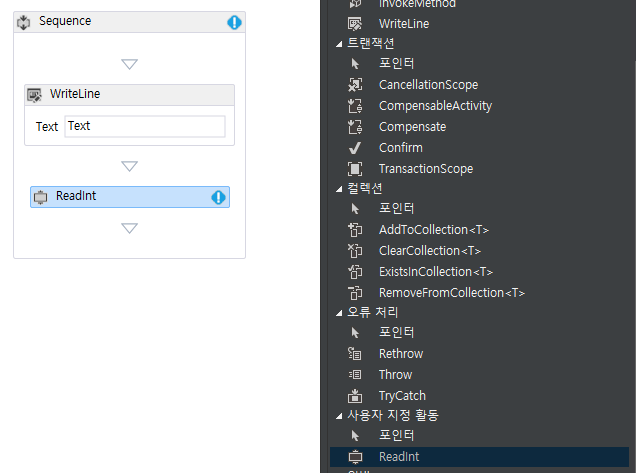 Sequence
WriteLine
Text Text
ReadInt
InvokeMethod
WriteLine
트랜잭션
포인터
CancellationScope
CompensableActivity
Compensate
Confirm
TransactionScope
컬렉션
포인터
AddToCollection<T>
ClearCollection<T>
ExistsInCollection<T>
RemoveFromCollection<T>
오류 처리
포인터
Rethrow
Throw
TryCatch
사용자 지정 활동
포인터
ReadInt